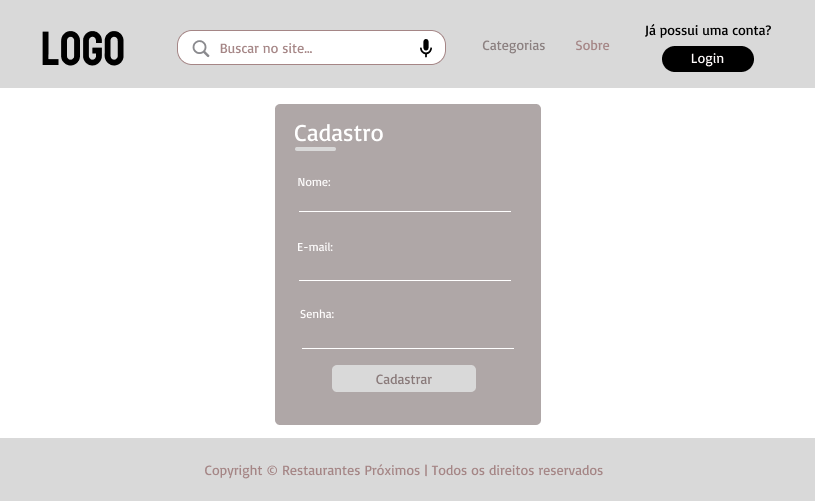 LOGO
Buscar no site...
Categorias
Sobre
Já possui uma conta?
Login
Cadastro
Nome:
E-mail:
Senha:
Cadastrar
Copyright © Restaurantes Próximos | Todos os direitos reservados